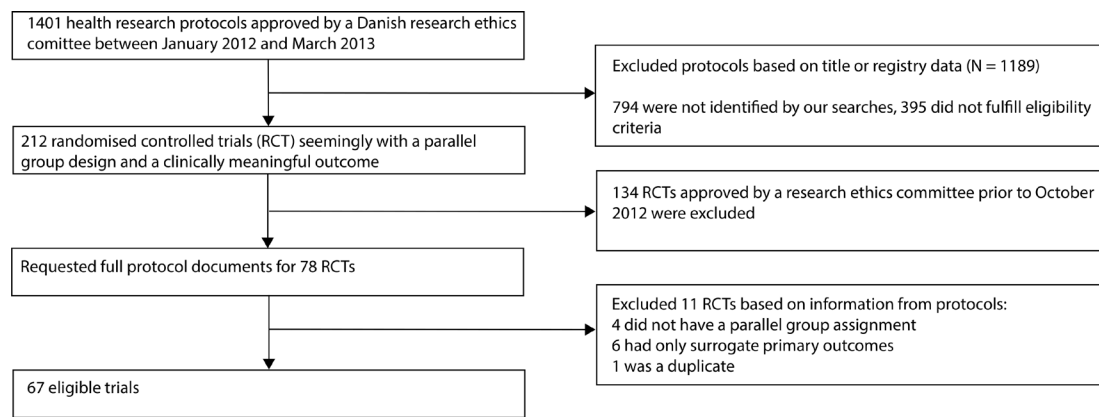 1401 health research protocols approved by a Danish research ethics
comittee between January 2012 and March 2013
Excluded protocols based on title or registry data (N = 1189)
794 were not identified by our searches, 395 did not fulfill eligibility
criteria
212 randomised controlled trials (RCT) seemingly with a parallel
group design and a clinically meaningful outcome
134 RCTs approved by a research ethics committee prior to October
2012 were excluded
Requested full protocol documents for 78 RCTs
Excluded 11 RCTs based on information from protocols:
4 did not have a parallel group assignment
6 had only surrogate primary outcomes
1 was a duplicate
67 eligible trials